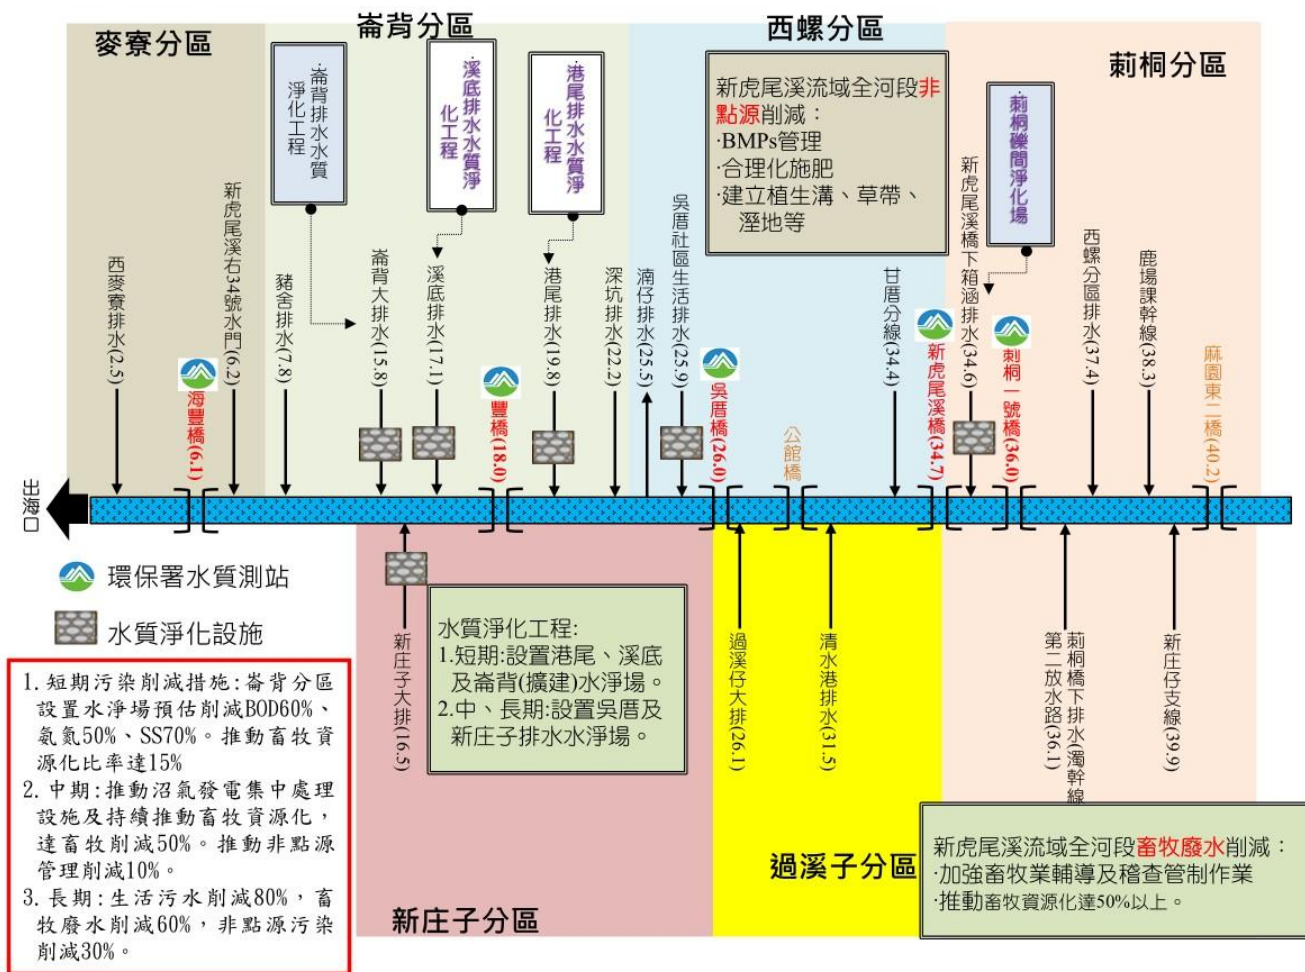 麥寮分區
崙背分區
西螺分區
莿桐分區
·崙背排水水質
淨化工程
·溪底排水水質淨
化工程
·港尾排水水質淨
化工程
新虎尾溪流域全河段非
點源削減：
·BMPs管理
·合理化施肥
·建立植生溝、草帶、
溼地等
·莿桐礫間淨化場
西麥寮排水(2.5)
海豐橋(6.1)
新虎尾溪右34號水門(6.2)
豬舍排水(7.8)
崙背大排水(15.8)
溪底排水(17.1)
豐橋(18.0)
港尾排水(19.8)
深坑排水(22.2)
湳仔排水(25.5)
吳厝社區生活排水(25.9)
吳厝橋(26.0)
公館橋
甘厝分線(34.4)
新虎尾溪橋(34.7)
新虎尾溪橋下箱涵排水(34.6)
莿桐一號橋(36.0)
西螺分區排水(37.4)
鹿場課幹線(38.3)
麻園東二橋(40.2)
出海口
環保署水質測站
水質淨化設施
新庄子大排(16.5)
水質淨化工程:
1.短期:設置港尾、溪底
及崙背(擴建)水淨場。
2.中、長期:設置吳厝及
新庄子排水水淨場。
過溪仔大排(26.1)
清水港排水(31.5)
莿桐橋下排水(濁幹線
第二放水路(36.1)
新庄仔支線(39.9)
1. 短期污染削減措施:崙背分區
設置水淨場預估削減BOD60%、
氨氮50%、SS70%。推動畜牧資
源化比率達15%
2. 中期:推動沼氣發電集中處理
設施及持續推動畜牧資源化，
達畜牧削減50%。推動非點源
管理削減10%。
3. 長期:生活污水削減80%，畜
牧廢水削減60%，非點源污染
削減30%。
新庄子分區
過溪子分區
新虎尾溪流域全河段畜牧廢水削減：
·加強畜牧業輔導及稽查管制作業
·推動畜牧資源化達50%以上。